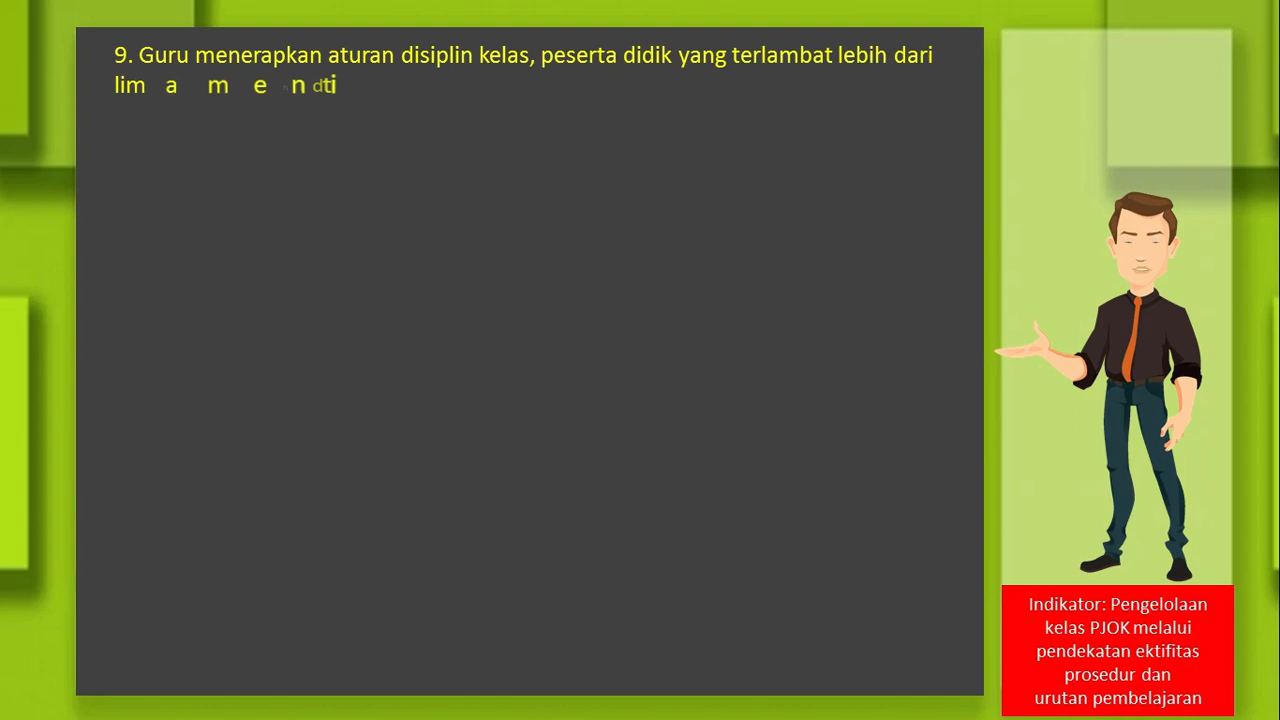 9. Guru menerapkan aturan disiplin kelas, peserta didik yang terlambat lebih dari
lima
Indikator: Pengelolaan
kelas PJOK melalui
pendekatan ektifitas
prosedur dan
urutan pembelajaran